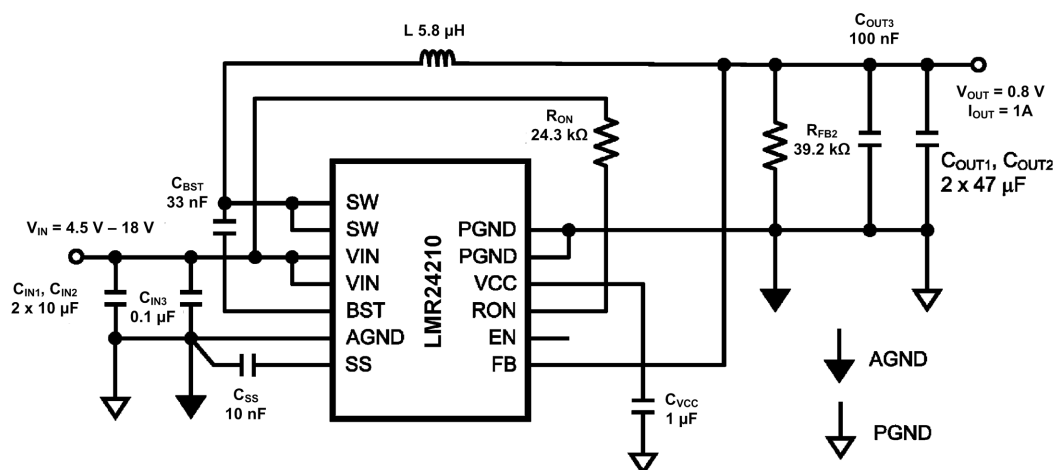 L 5.8 µH
COUT3
100 nF
VOUT = 0.8 V
IOUT = 1A
RON
24.3 kΩ
RFB2
39.2 kΩ
COUT1, COUT2
2 x 47 µF
CBST
33 nF
VIN = 4.5 V – 18 V
CIN1, CIN2
2 x 10 µF
CIN3
0.1 µF
CSS
10 nF
SW
SW
VIN
VIN
BST
AGND
SS
LMR24210
PGND
PGND
VCC
RON
EN
FB
CVCC
1 µF
AGND
PGND